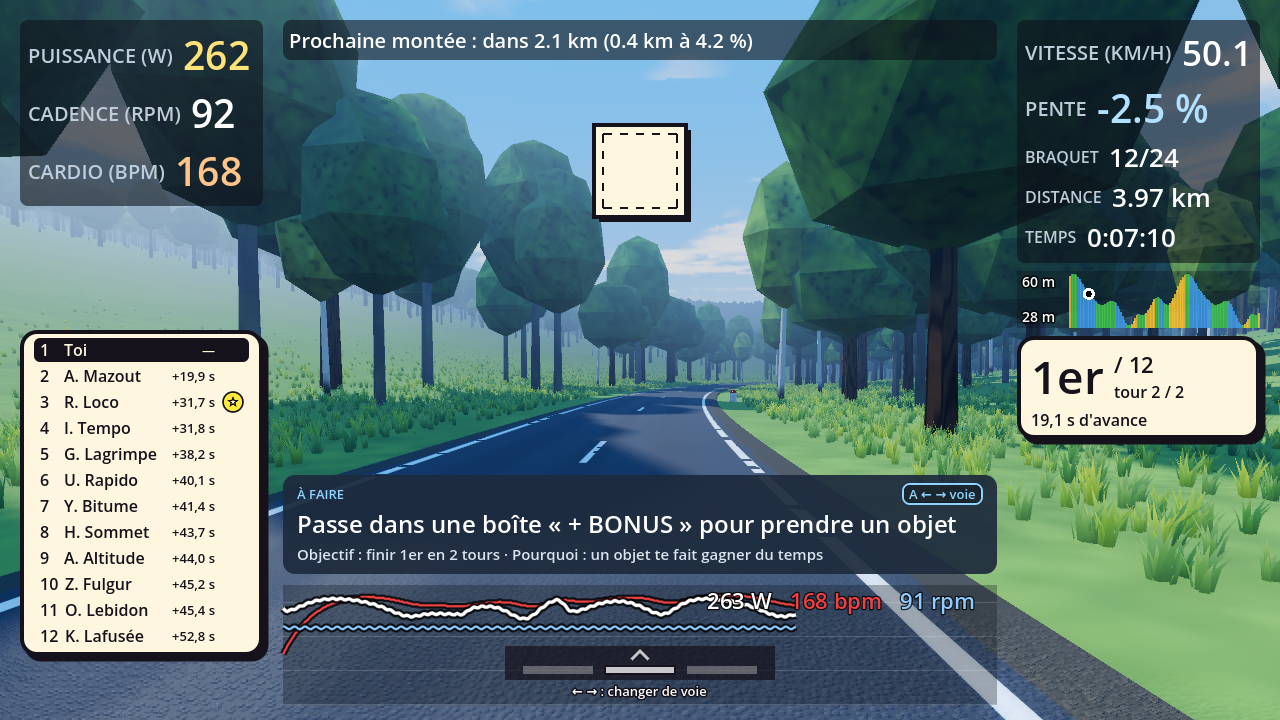 PUISSANCE (W) 262
CADENCE (RPM) 92
CARDIO (BPM) 168
Prochaine montée : dans 2.1 km (0.4 km à 4.2 %)
VITESSE (KM/H) 50.1
PENTE -2.5 %
BRAQUET 12/24
DISTANCE 3.97 km
TEMPS 0:07:10
60 m
28 m
1er / 12
tour 2 / 2
19,1 s d'avance
1 Toi —
2 A. Mazout +19,9 s
3 R. Loco +31,7 s
4 I. Tempo +31,8 s
5 G. Lagrimpe +38,2 s
6 U. Rapido +40,1 s
7 Y. Bitume +41,4 s
8 H. Sommet +43,7 s
9 A. Altitude +44,0 s
10 Z. Fulgur +45,2 s
11 O. Lebidon +45,4 s
12 K. Lafusée +52,8 s
À FAIRE
A ← → voie
Passe dans une boîte « + BONUS » pour prendre un objet
Objectif : finir 1er en 2 tours · Pourquoi : un objet te fait gagner du temps
263 W 168 bpm 91 rpm
← → : changer de voie